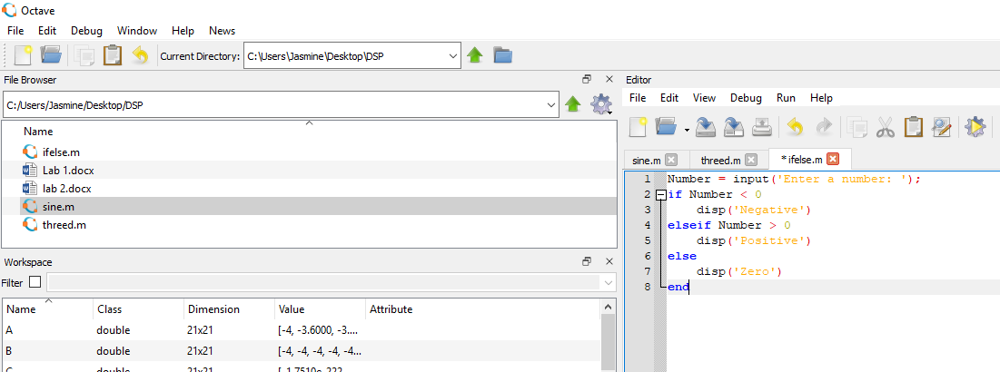 Octave
File Edit Debug Window Help News
Current Directory: C:\Users\Jasmine\Desktop\DSP
File Browser
C:/Users/Jasmine/Desktop/DSP
Name
ifelse.m
Lab 1.docx
lab 2.docx
sine.m
threed.m
Workspace
Filter
Name Class Dimension Value Attribute
A double 21x21 [-4, -3.6000, -3....
B double 21x21 [-4, -4, -4, -4, -4...
C double 21x21 [-1.7510e-222
Editor
File Edit View Debug Run Help
sine.m threed.m * ifelse.m
1 Number = input('Enter a number: ');
2 if Number < 0
3 disp('Negative')
4 elseif Number > 0
5 disp('Positive')
6 else
7 disp('Zero')
8 end